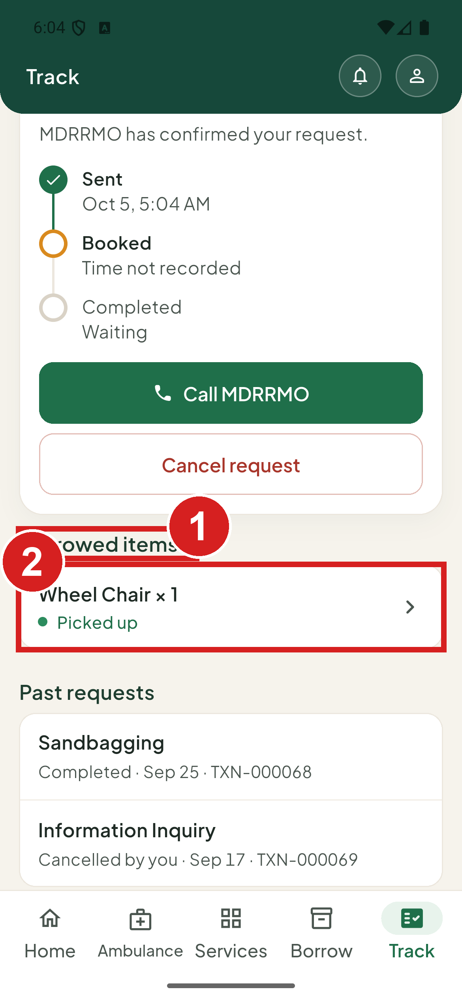 6:04
Track
MDRRMO has confirmed your request.
Sent
Oct 5, 5:04 AM
Booked
Time not recorded
Completed
Waiting
Call MDRRMO
Cancel request
1
items
2
Wheel Chair × 1
Picked up
Past requests
Sandbagging
Completed · Sep 25 · TXN-000068
Information Inquiry
Cancelled by you · Sep 17 · TXN-000069
Home
Ambulance
Services
Borrow
Track